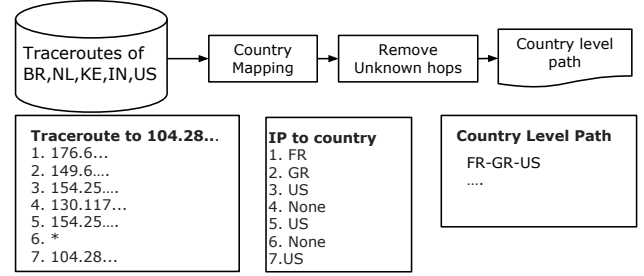 Traceroutes of
BR,NL,KE,IN,US
Country
Mapping
Remove
Unknown hops
Country level
path
Traceroute to 104.28...
1. 176.6...
2. 149.6....
3. 154.25....
4. 130.117...
5. 154.25....
6. *
7. 104.28...
IP to country
1. FR
2. GR
3. US
4. None
5. US
6. None
7.US
Country Level Path
FR-GR-US
....